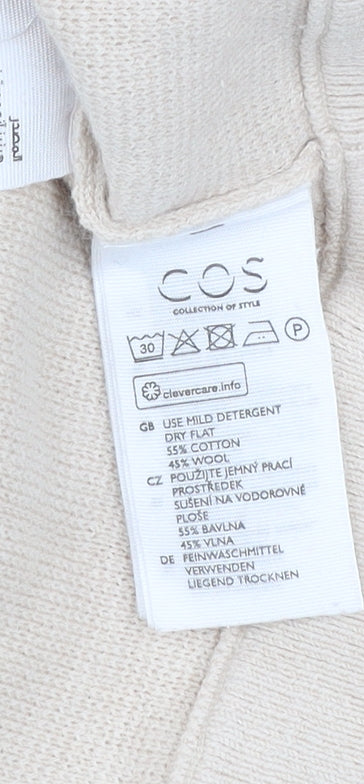 COS
COLLECTION OF STYLE
30 P
clevercare.info
GB USE MILD DETERGENT
DRY FLAT
55% COTTON
45% WOOL
CZ POUŽIJTE JEMNÝ PRACÍ
PROSTŘEDEK
SUŠENÍ NA VODOROVNÉ
PLOŠE
55% BAVLNA
45% VLNA
DE FEINWASCHMITTEL
VERWENDEN
LIEGEND TROCKNEN